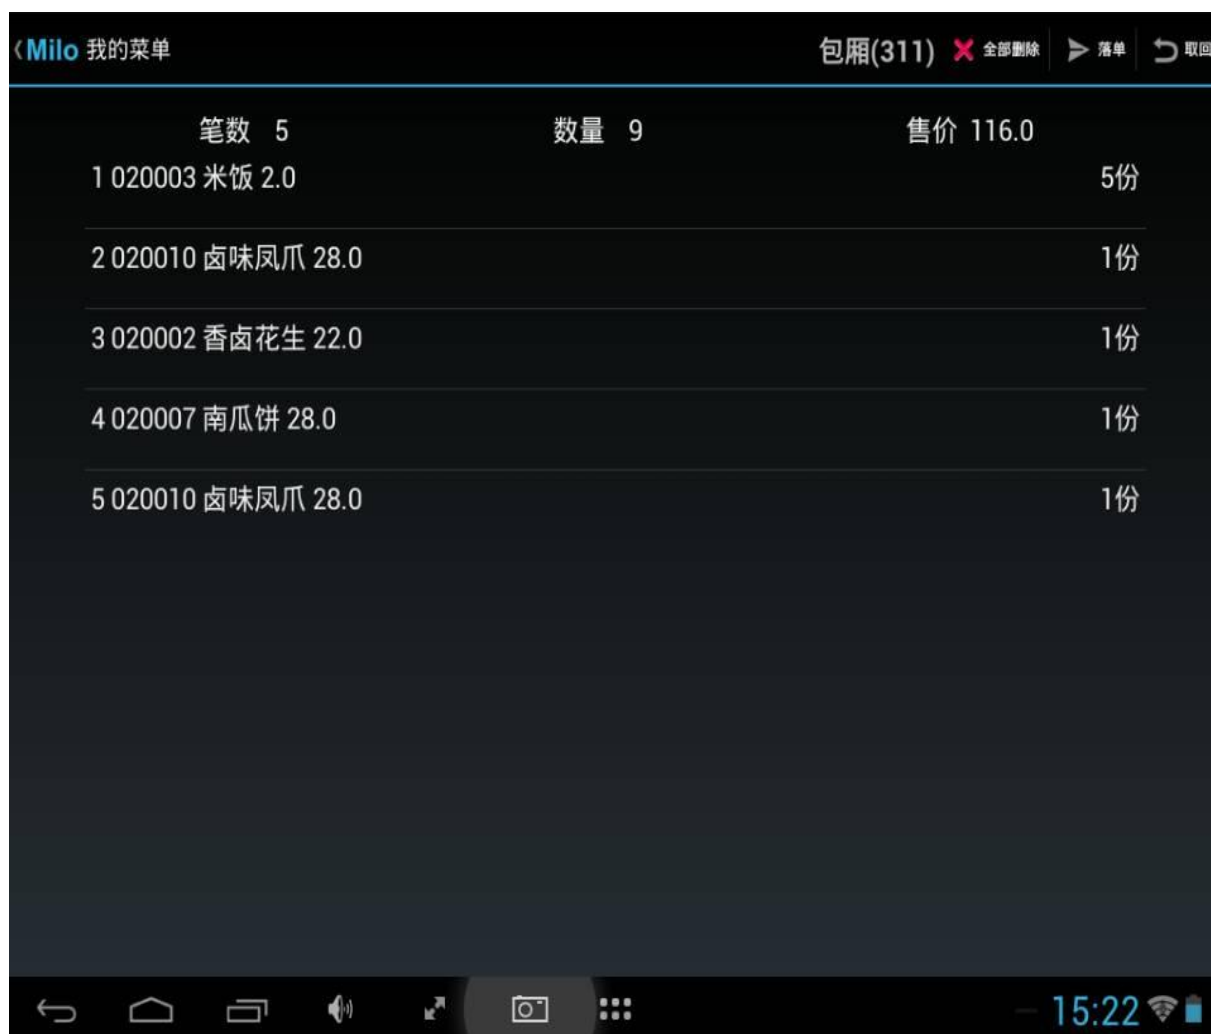 Milo 我的菜单 包厢(311) 全部删除 落单 取回
笔数 5 数量 9 售价 116.0
1 020003 米饭 2.0 5份
2 020010 卤味凤爪 28.0 1份
3 020002 香卤花生 22.0 1份
4 020007 南瓜饼 28.0 1份
5 020010 卤味凤爪 28.0 1份
15:22